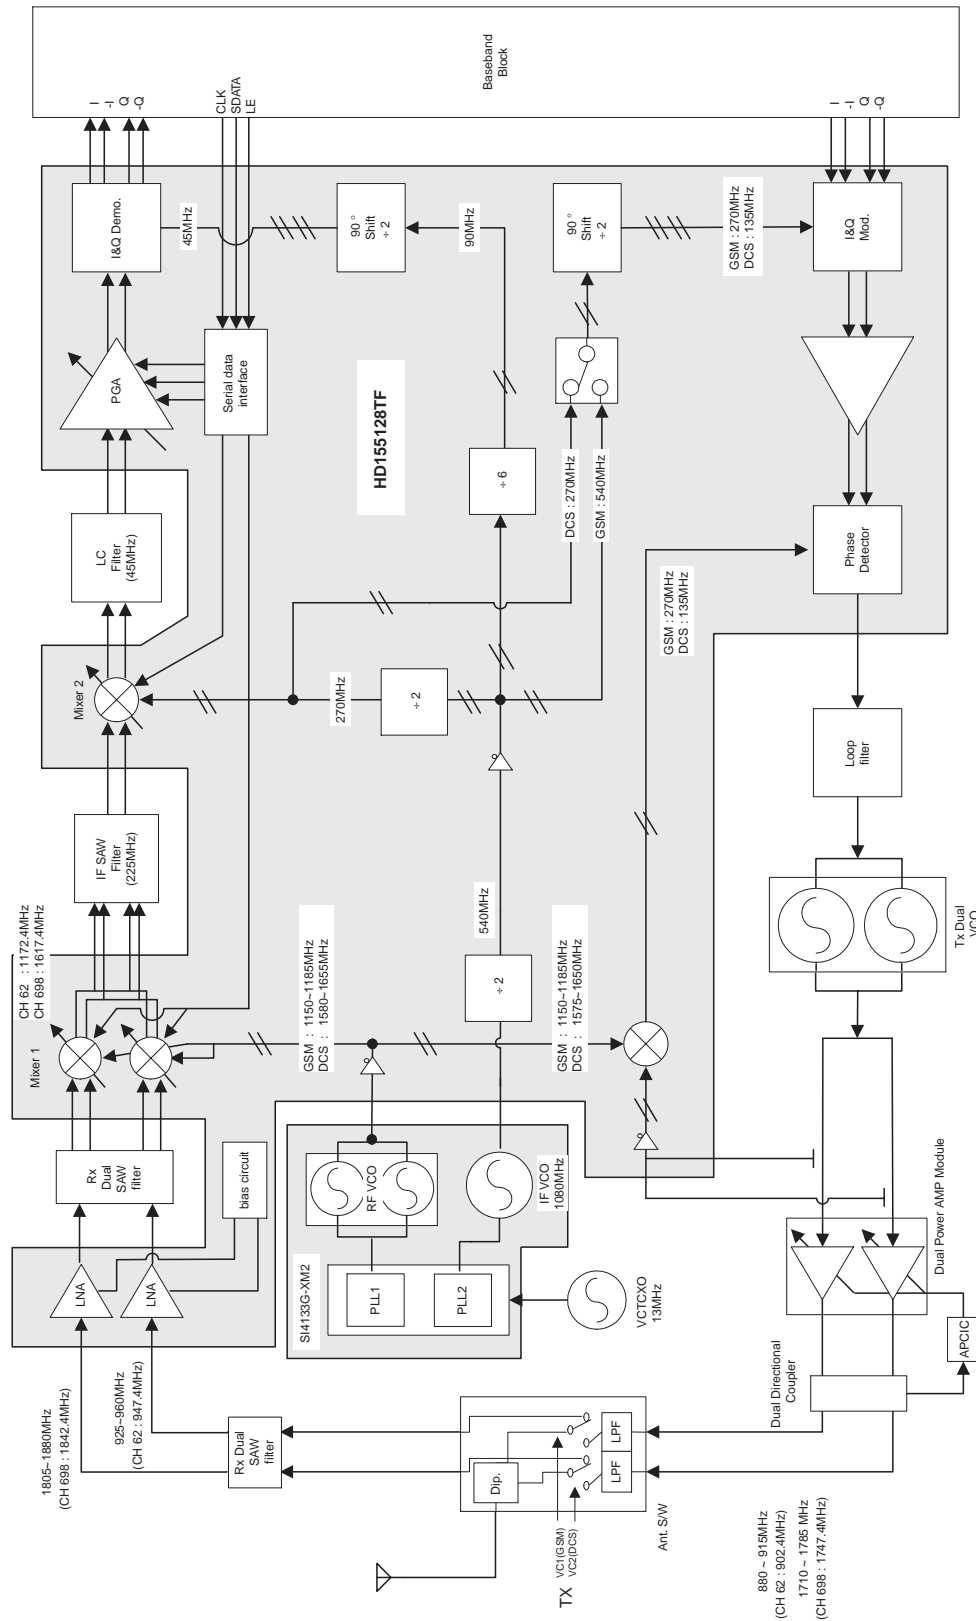 Baseband
Block
I
-I
Q
-Q
CLK
SDATA
LE
I
-I
Q
-Q
I&Q Demo.
45MHz
90°
Shift
÷ 2
90MHz
90°
Shift
÷ 2
GSM : 270MHz
DCS : 135MHz
I&Q
Mod.
PGA
Serial data
interface
HD155128TF
÷ 6
DCS : 270MHz
GSM : 540MHz
LC
Filter
(45MHz)
GSM : 270MHz
DCS : 135MHz
Phase
Detector
Mixer 2
270MHz
÷ 2
Loop
filter
IF SAW
Filter
(225MHz)
CH 62 : 1172.4MHz
CH 698 : 1617.4MHz
540MHz
÷ 2
Tx Dual
VCO
Mixer 1
GSM : 1150~1185MHz
DCS : 1580~1655MHz
GSM : 1150~1185MHz
DCS : 1575~1650MHz
Rx
Dual
SAW
filter
bias circuit
RF VCO
IF VCO
1080MHz
LNA
LNA
SI4133G-XM2
PLL1
PLL2
VCTCXO
13MHz
Dual Power AMP Module
APCIC
Dual Directional
Coupler
1805~1880MHz
(CH 698 : 1842.4MHz)
925~960MHz
(CH 62 : 947.4MHz)
Rx Dual
SAW
filter
Dip.
LPF
LPF
Ant. S/W
TX
VC1(GSM)
VC2(DCS)
880 ~ 915MHz
(CH 62 : 902.4MHz)
1710 ~ 1785 MHz
(CH 698 : 1747.4MHz)